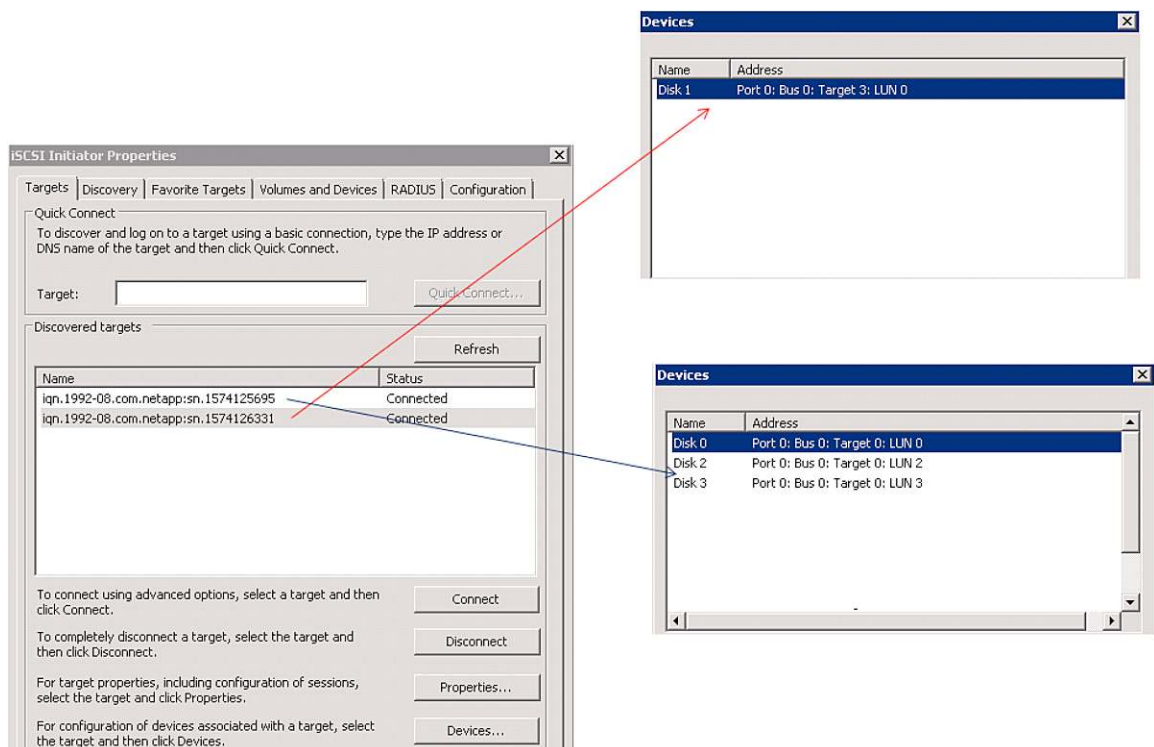 Devices
Name Address
Disk 1 Port 0: Bus 0: Target 3: LUN 0
iSCSI Initiator Properties
Targets Discovery Favorite Targets Volumes and Devices RADIUS Configuration
Quick Connect
To discover and log on to a target using a basic connection, type the IP address or
DNS name of the target and then click Quick Connect.
Target:
Quick Connect...
Discovered targets
Refresh
Name Status
iqn.1992-08.com.netapp:sn.1574125695 Connected
iqn.1992-08.com.netapp:sn.1574126331 Connected
To connect using advanced options, select a target and then
click Connect.
Connect
To completely disconnect a target, select the target and
then click Disconnect.
Disconnect
For target properties, including configuration of sessions,
select the target and click Properties.
Properties...
For configuration of devices associated with a target, select
the target and then click Devices.
Devices...
Devices
Name Address
Disk 0 Port 0: Bus 0: Target 0: LUN 0
Disk 2 Port 0: Bus 0: Target 0: LUN 2
Disk 3 Port 0: Bus 0: Target 0: LUN 3